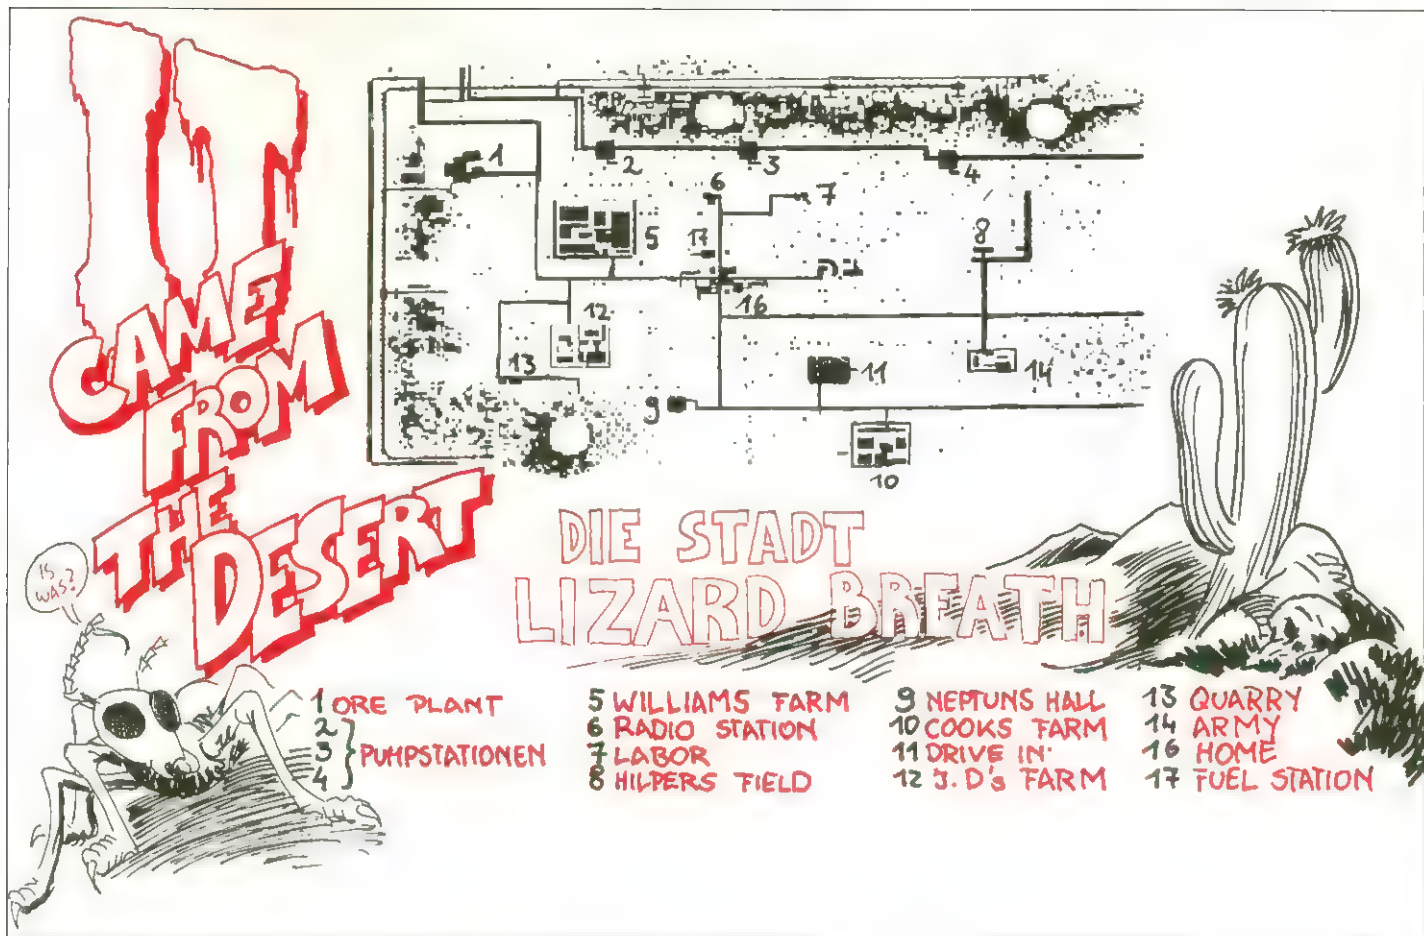 IT
CAME
FROM
THE
DESERT
IS
WAS?
1
2
3
4
5
6
7
8
9
10
11
12
13
14
16
17
DIE STADT
LIZARD BREATH
1 ORE PLANT
2
3 PUMPSTATIONEN
4
5 WILLIAMS FARM
6 RADIO STATION
7 LABOR
8 HILPERS FIELD
9 NEPTUNS HALL
10 COOKS FARM
11 DRIVE IN
12 J.D's FARM
13 QUARRY
14 ARMY
16 HOME
17 FUEL STATION